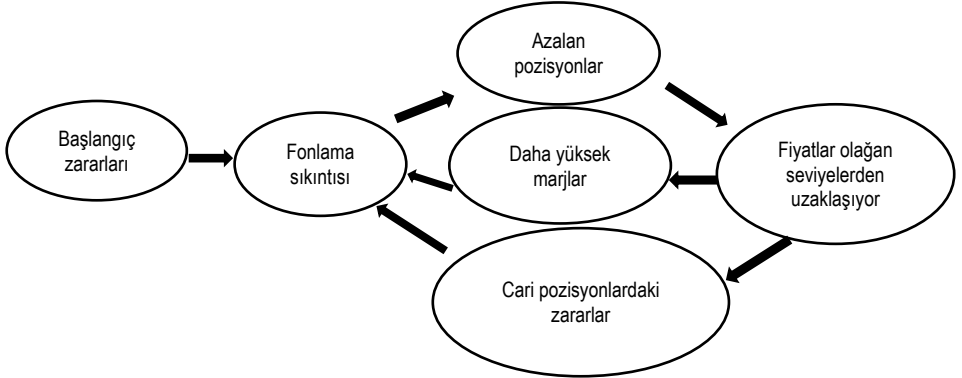 Azalan
pozisyonlar
Başlangıç
zararları
Fonlama
sıkıntısı
Daha yüksek
marjlar
Fiyatlar olağan
seviyelerden
uzaklaşıyor
Cari pozisyonlardaki
zararlar